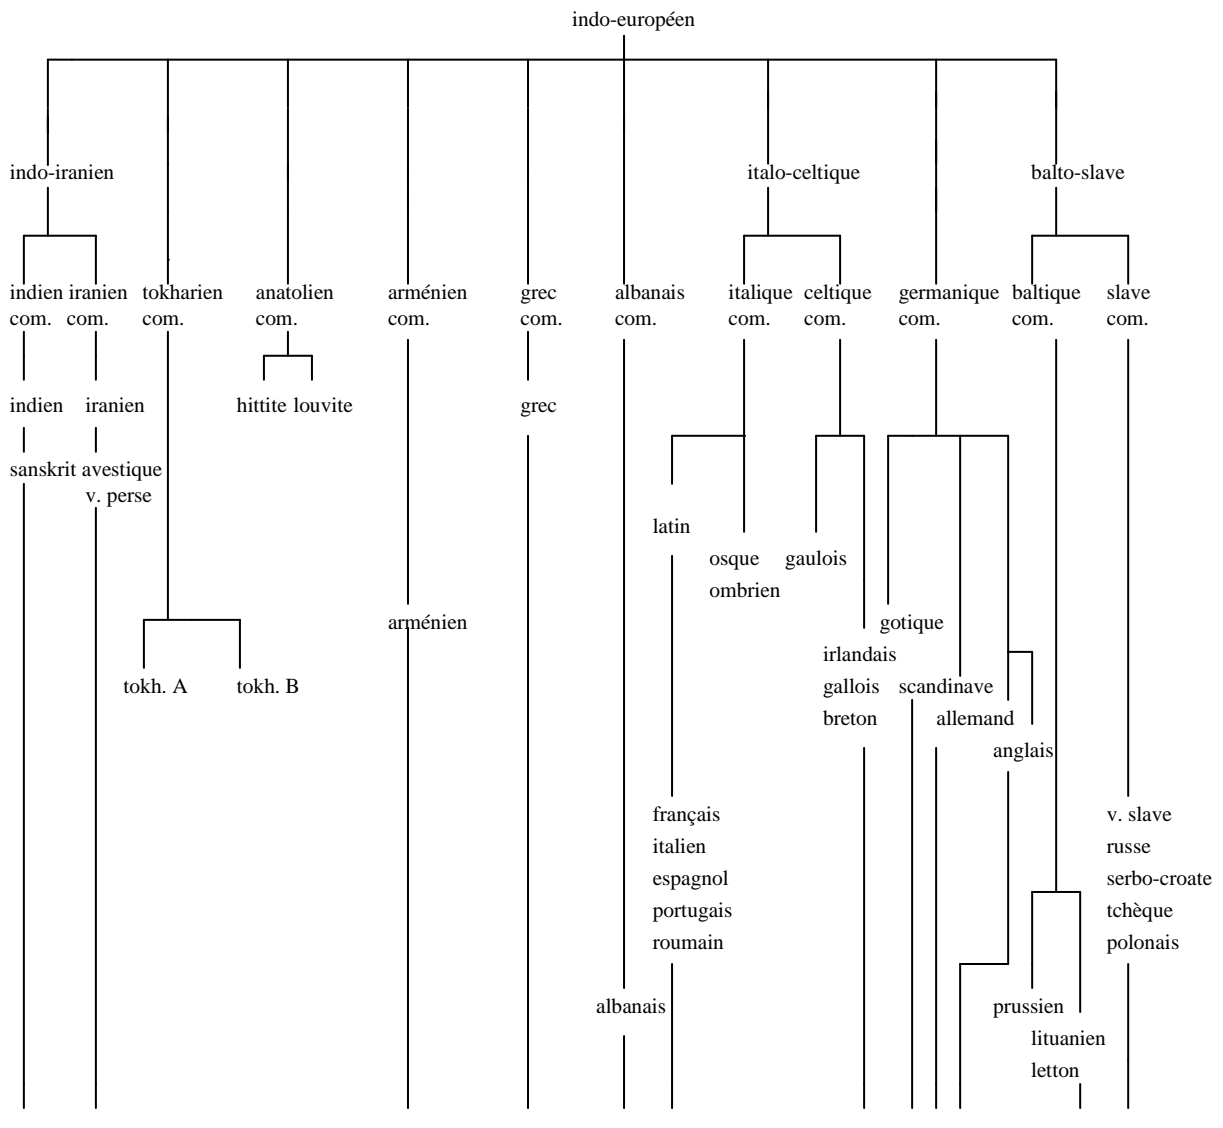 indo-européen
indo-iranien italo-celtique balto-slave
indien iranien tokharien anatolien arménien grec albanais italique celtique germanique baltique slave
com. com. com. com. com. com. com. com. com. com. com. com.
indien iranien hittite louvite grec
sanskrit avestique
v. perse
latin
osque gaulois
ombrien
arménien gotique
irlandais
tokh. A tokh. B gallois scandinave
breton allemand
anglais
français v. slave
italien russe
espagnol serbo-croate
portugais tchèque
roumain polonais
albanais prussien
lituanien
letton